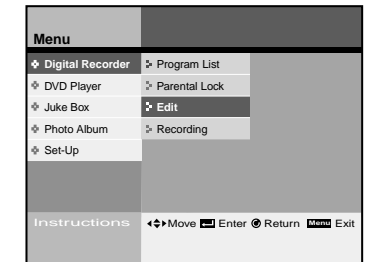 Menu
Digital Recorder Program List
DVD Player Parental Lock
Juke Box Edit
Photo Album Recording
Set-Up
Instructions Move Enter Return Menu Exit